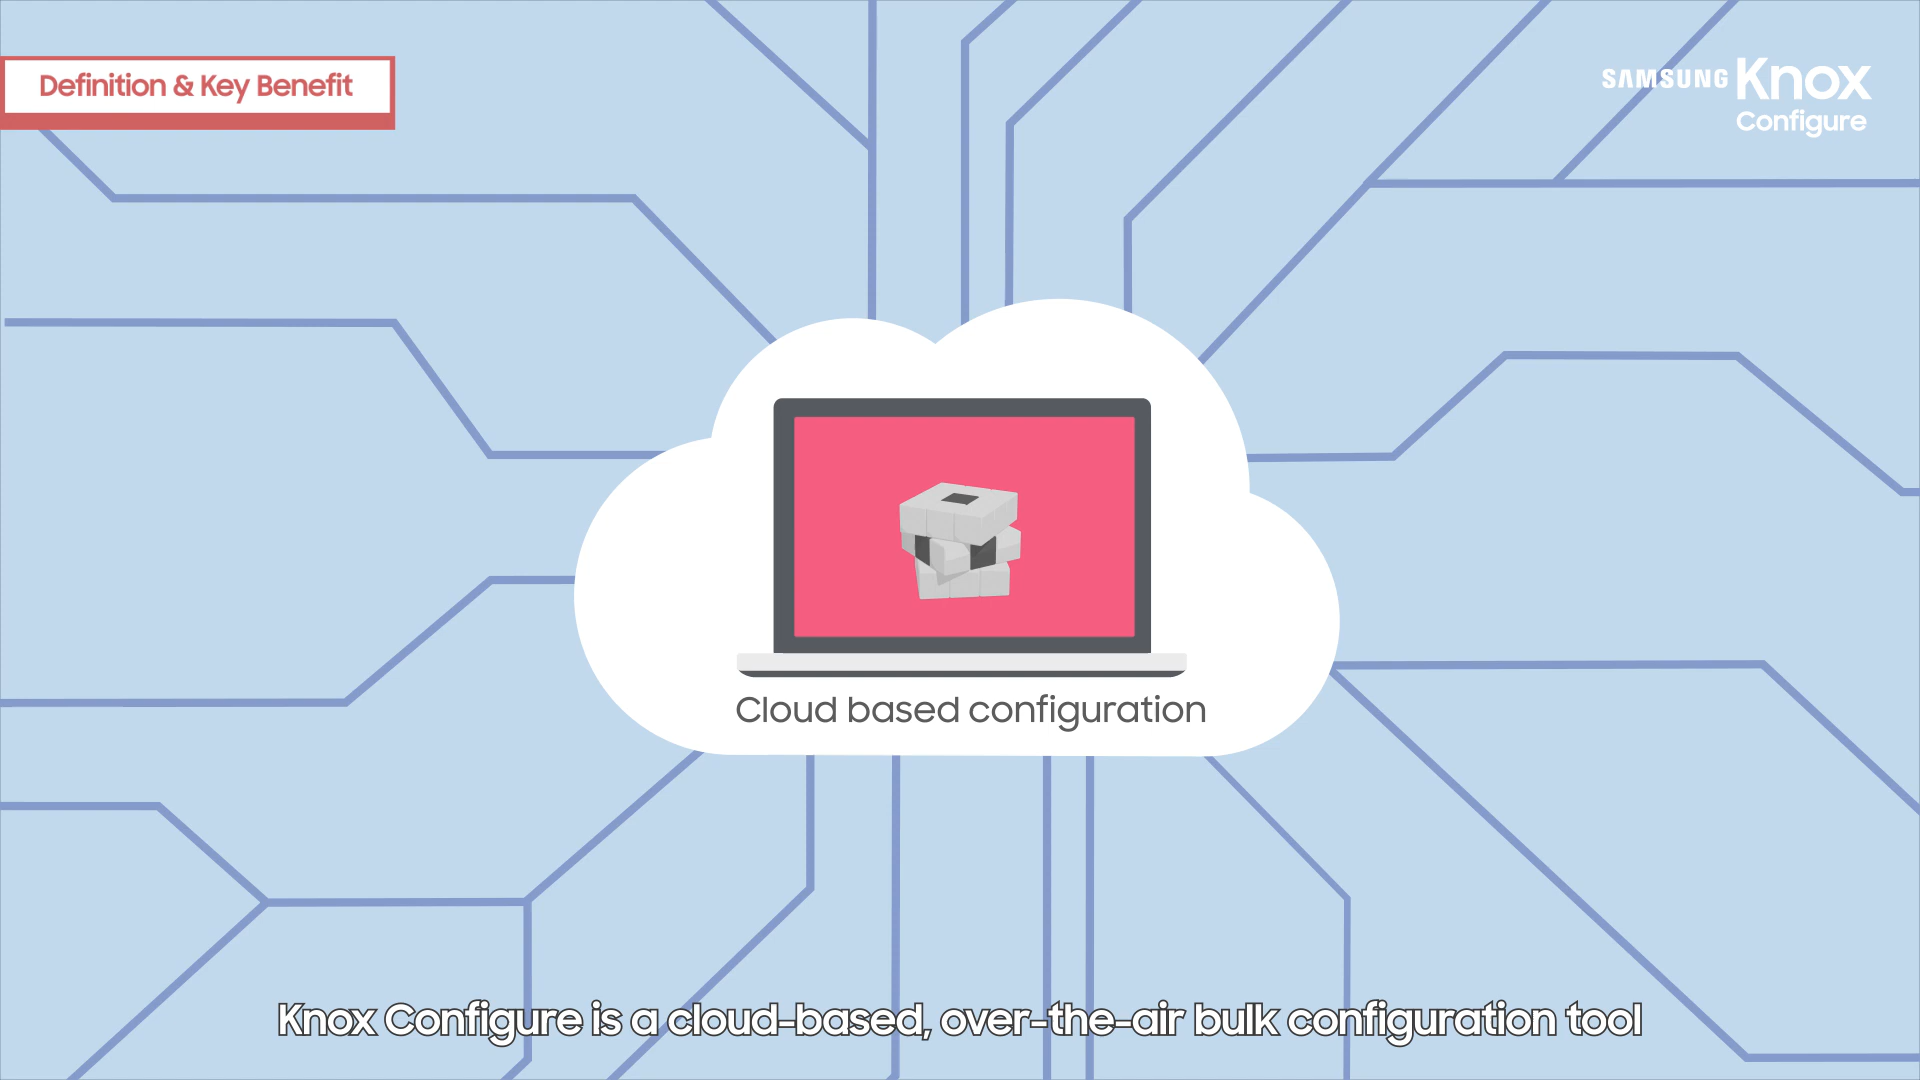 Definition & Key Benefit
SAMSUNG Knox
Configure
Cloud based configuration
Knox Configure is a cloud-based, over-the-air bulk configuration tool